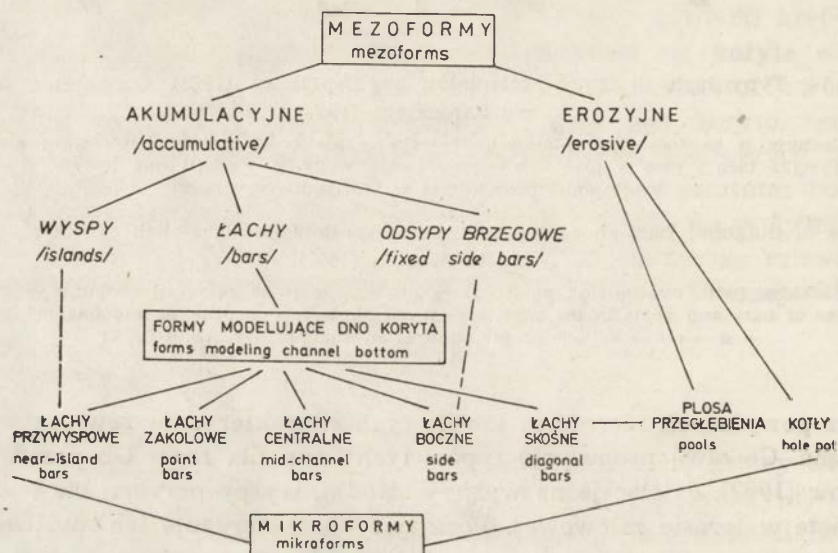 MEZOFORMY
mezoforms
AKUMULACYJNE
/accumulative/
EROZYJNE
/erosive/
WYSPY
/islands/
ŁACHY
/bars/
ODSYPY BRZEGOWE
/fixed side bars/
FORMY MODELUJĄCE DNO KORYTA
forms modeling channel bottom
ŁACHY
PRZYWYSPOWE
near-island
bars
ŁACHY
ZAKOLOWE
point
bars
ŁACHY
CENTRALNE
mid-channel
bars
ŁACHY
BOCZNE
side
bars
ŁACHY
SKOŚNE
diagonal
bars
PLOSA
PRZEGŁĘBIENIA
pools
KOTŁY
hole pot
MIKROFORMY
mikroforms